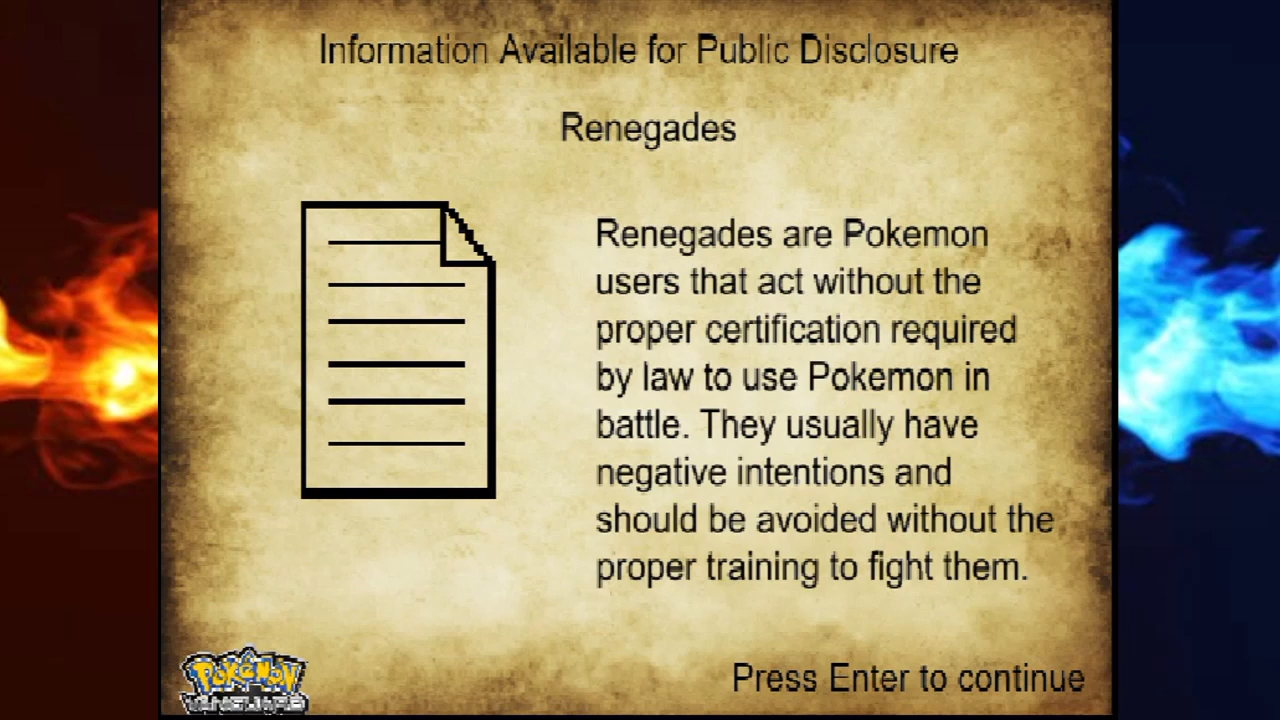 Information Available for Public Disclosure
Renegades
Renegades are Pokemon
users that act without the
proper certification required
by law to use Pokemon in
battle. They usually have
negative intentions and
should be avoided without the
proper training to fight them.
POKéMON
VANGUARD
Press Enter to continue